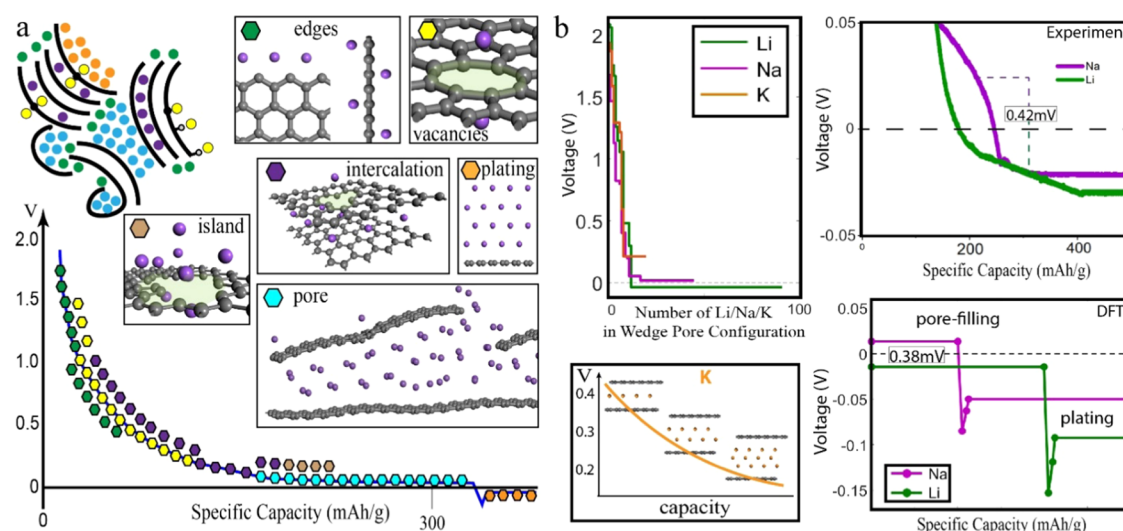 a
edges
vacancies
intercalation
plating
island
pore
V
2.0
1.5
1.0
0.5
0
0
300
Specific Capacity (mAh/g)
b
Voltage (V)
2
1.5
1
0.5
0
Li
Na
K
0
100
Number of Li/Na/K
in Wedge Pore Configuration
V
K
0.4
0.3
0.2
capacity
Experiment
0.05
0
-0.05
Voltage (V)
Na
Li
0.42mV
0
200
400
Specific Capacity (mAh/g)
DFT
pore-filling
0.38mV
plating
0
-0.05
-0.1
-0.15
Voltage (V)
Na
Li
Specific Capacity (mAh/g)